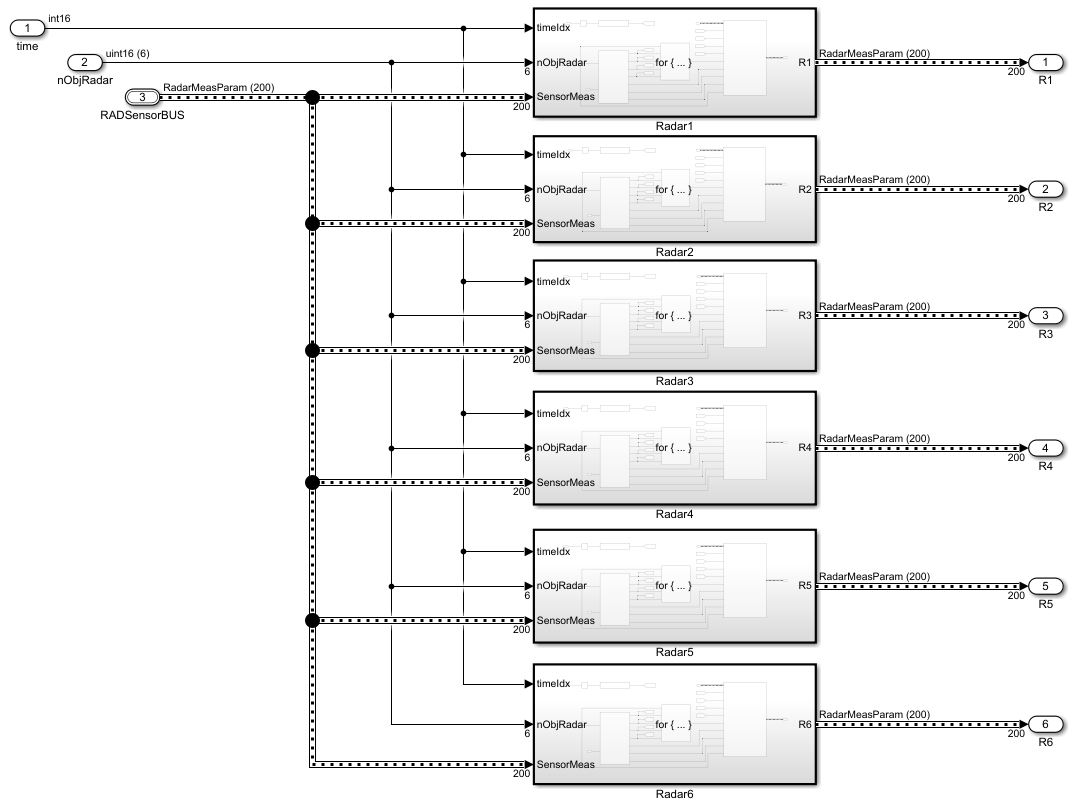 1
int16
time
2
uint16 (6)
nObjRadar
3
RadarMeasParam (200)
RADSensorBUS
timeIdx
nObjRadar
6
SensorMeas
200
for { ... }
R1
Radar1
RadarMeasParam (200)
200
1
R1
timeIdx
nObjRadar
6
SensorMeas
200
for { ... }
R2
Radar2
RadarMeasParam (200)
200
2
R2
timeIdx
nObjRadar
6
SensorMeas
200
for { ... }
R3
Radar3
RadarMeasParam (200)
200
3
R3
timeIdx
nObjRadar
6
SensorMeas
200
for { ... }
R4
Radar4
RadarMeasParam (200)
200
4
R4
timeIdx
nObjRadar
6
SensorMeas
200
for { ... }
R5
Radar5
RadarMeasParam (200)
200
5
R5
timeIdx
nObjRadar
6
SensorMeas
200
for { ... }
R6
Radar6
RadarMeasParam (200)
200
6
R6